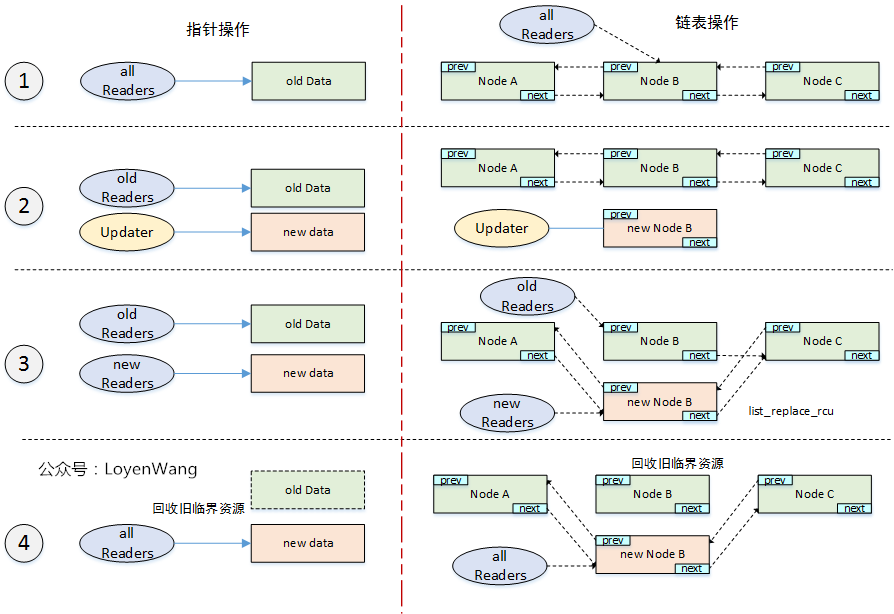 指针操作
链表操作
1
all
Readers
old Data
all
Readers
prev
Node A
next
prev
Node B
next
prev
Node C
next
2
old
Readers
old Data
Updater
new data
prev
Node A
next
prev
Node B
next
prev
Node C
next
Updater
prev
new Node B
next
3
old
Readers
old Data
new
Readers
new data
old
Readers
prev
Node A
next
prev
Node B
next
prev
Node C
next
new
Readers
prev
new Node B
next
list_replace_rcu
4
公众号：LoyenWang
old Data
回收旧临界资源
all
Readers
new data
回收旧临界资源
prev
Node A
next
prev
Node B
next
prev
Node C
next
all
Readers
prev
new Node B
next